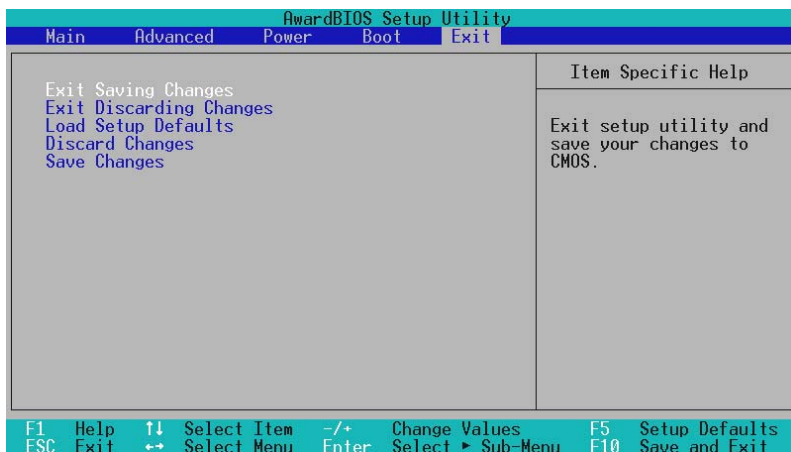 AwardBIOS Setup Utility
Main Advanced Power Boot Exit
Item Specific Help
Exit Saving Changes
Exit Discarding Changes
Load Setup Defaults
Discard Changes
Save Changes
Exit setup utility and
save your changes to
CMOS.
F1 Help ↑↓ Select Item -/+ Change Values F5 Setup Defaults
ESC Exit ←→ Select Menu Enter Select ► Sub-Menu F10 Save and Exit